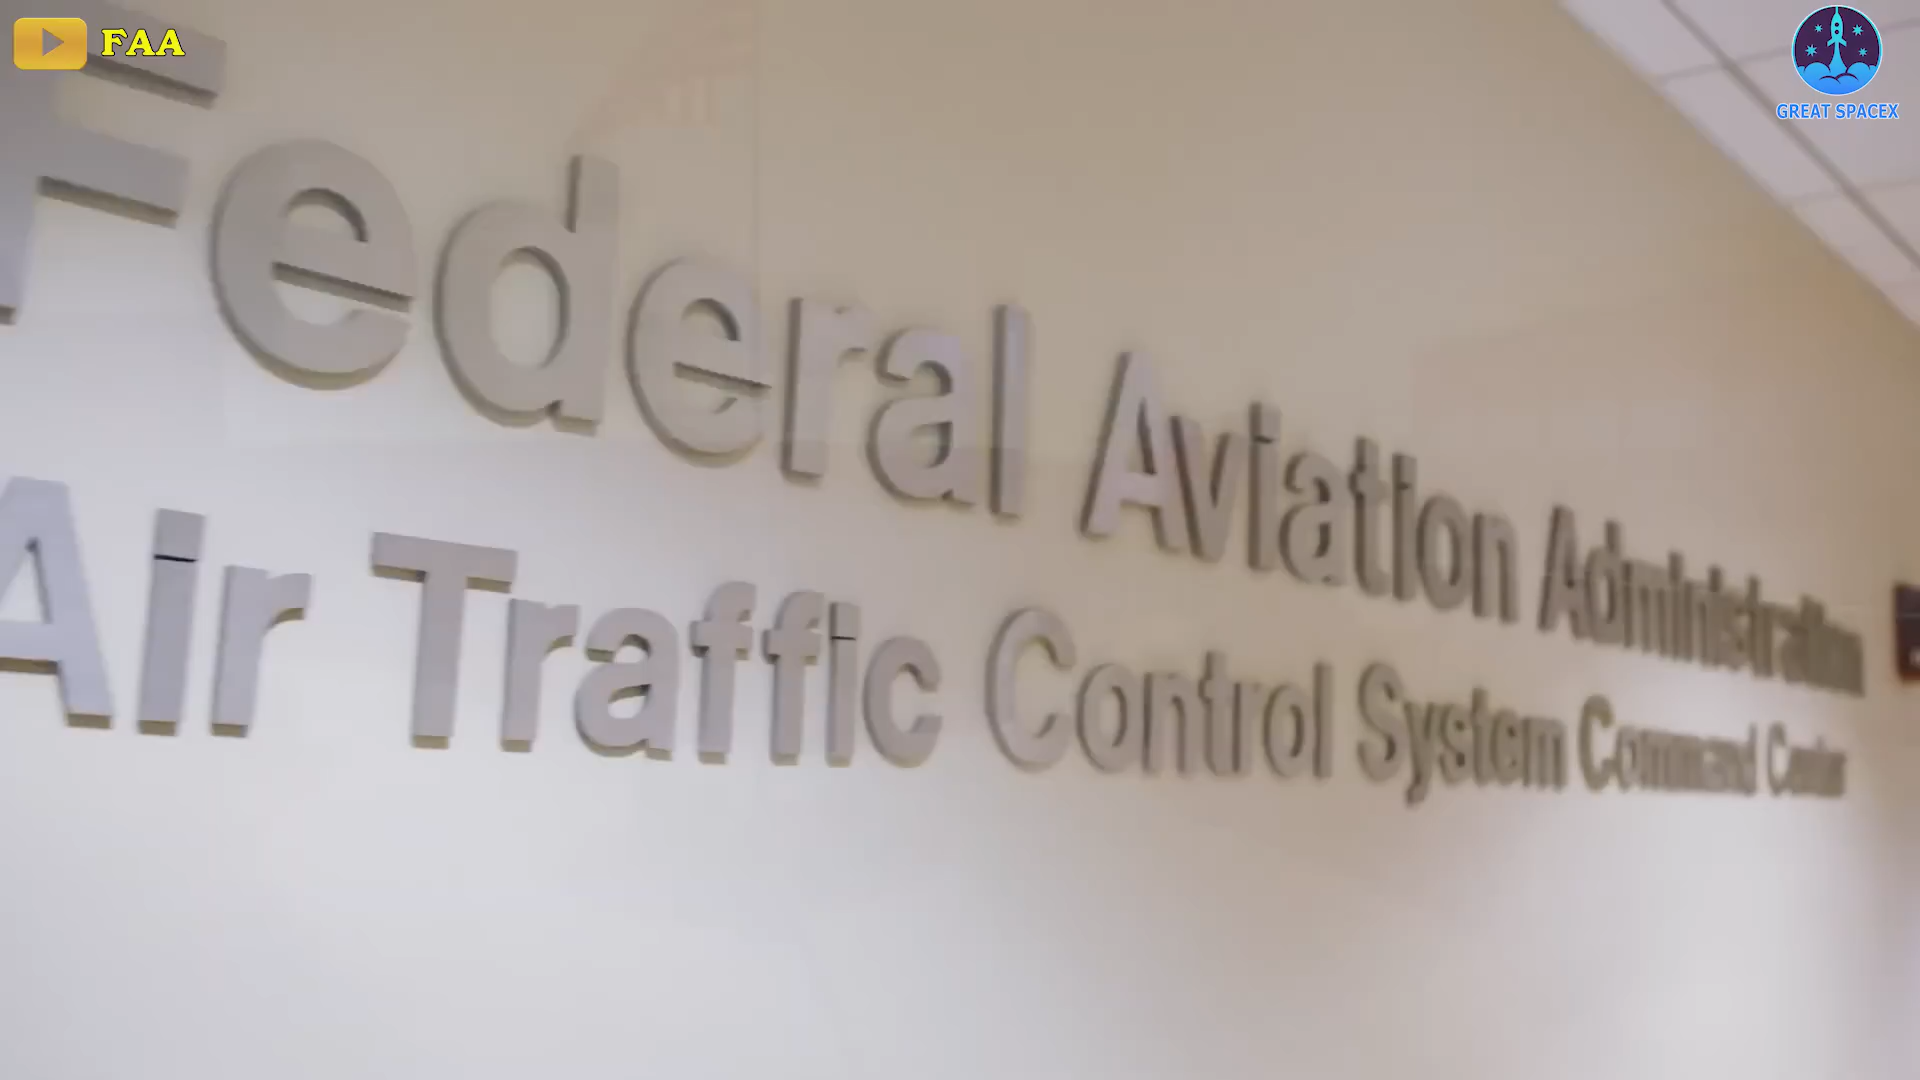 FAA
GREAT SPACEX
Federal Aviation Administration
Air Traffic Control System Command Center